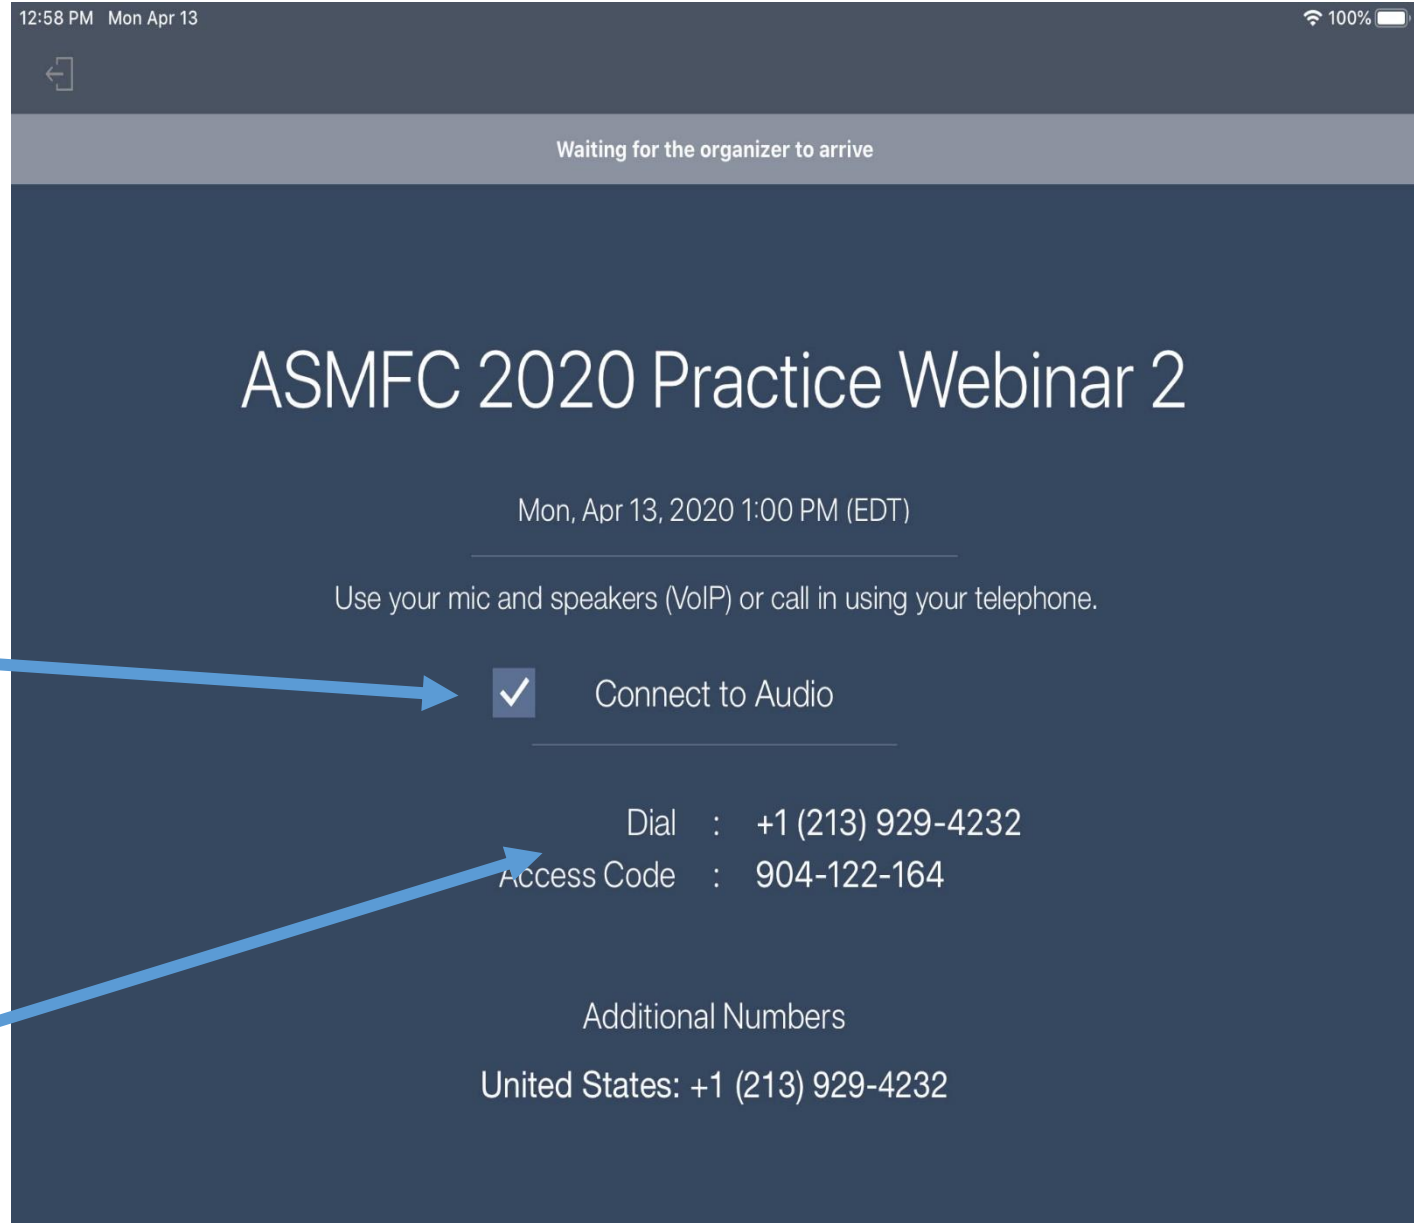 12:58 PM Mon Apr 13 100%
Waiting for the organizer to arrive
ASMFC 2020 Practice Webinar 2
Mon, Apr 13, 2020 1:00 PM (EDT)
Use your mic and speakers (VoIP) or call in using your telephone.
Connect to Audio
Dial : +1 (213) 929-4232
Access Code : 904-122-164
Additional Numbers
United States: +1 (213) 929-4232